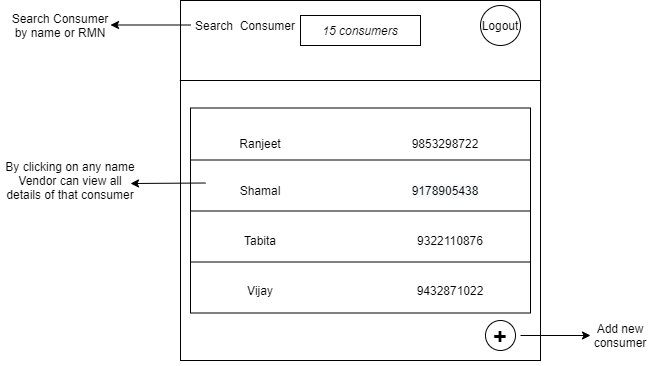 Search Consumer
by name or RMN
Search Consumer
15 consumers
Logout
Ranjeet 9853298722
By clicking on any name
Vendor can view all
details of that consumer
Shamal 9178905438
Tabita 9322110876
Vijay 9432871022
+
Add new
consumer